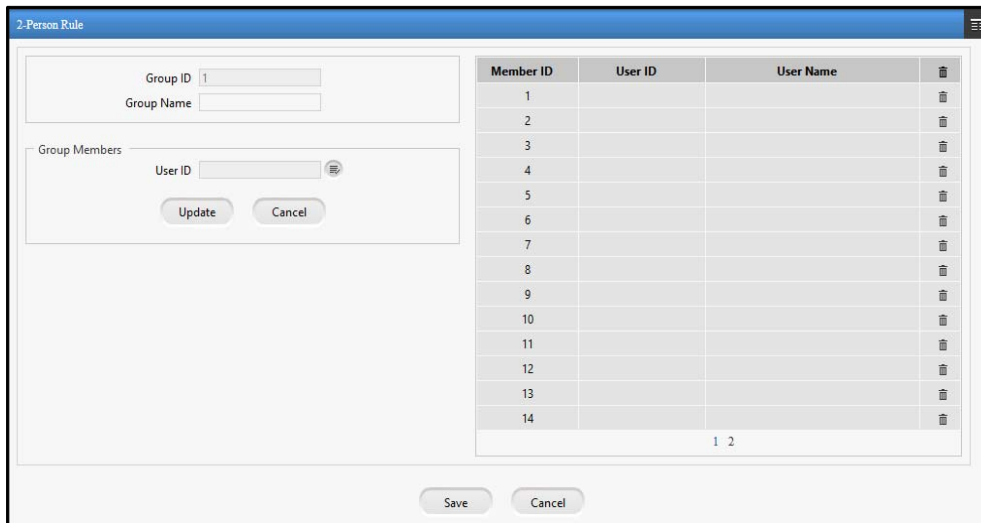 2-Person Rule
Group ID 1
Group Name
Group Members
User ID
Update Cancel
Member ID User ID User Name
1
2
3
4
5
6
7
8
9
10
11
12
13
14
1 2
Save Cancel